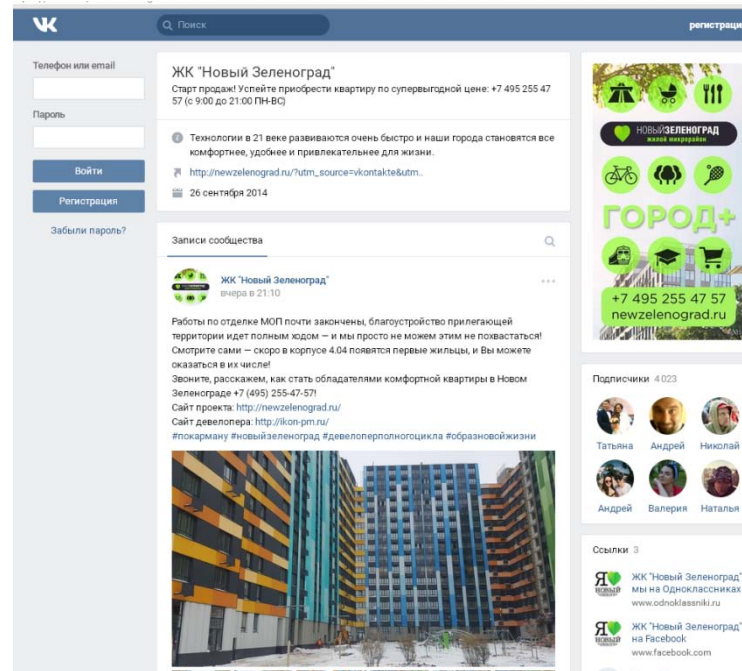 Поиск
регистраци
Телефон или email
Пароль
Войти
Регистрация
Забыли пароль?
ЖК "Новый Зеленоград"
Старт продаж! Успейте приобрести квартиру по супервыгодной цене: +7 495 255 47
57 (с 9:00 до 21:00 ПН-ВС)
Технологии в 21 веке развиваются очень быстро и наши города становятся все
комфортнее, удобнее и привлекательнее для жизни.
http://newzelenograd.ru/?utm_source=vkontakte&utm..
26 сентября 2014
Записи сообщества
ЖК "Новый Зеленоград"
вчера в 21:10
Работы по отделке МОП почти закончены, благоустройство прилегающей
территории идет полным ходом — и мы просто не можем этим не похвастаться!
Смотрите сами – скоро в корпусе 4.04 появятся первые жильцы, и Вы можете
оказаться в их числе!
Звоните, расскажем, как стать обладателями комфортной квартиры в Новом
Зеленограде +7 (495) 255-47-57!
Сайт проекта: http://newzelenograd.ru/
Сайт девелопера: http://ikon-pm.ru/
#покарману #новыйзеленоград #девелоперполногоцикла #образновойжизни
НОВЫЙЗЕЛЕНОГРАД
жилой микрорайон
ГОРОД+
+7 495 255 47 57
newzelenograd.ru
Подписчики 4 023
Татьяна Андрей Николай
Андрей Валерия Наталья
Ссылки 3
Я
НОВЫЙ
ЖК "Новый Зеленоград"
мы на Одноклассниках
www.odnoklassniki.ru
Я
НОВЫЙ
ЖК "Новый Зеленоград"
на Facebook
www.facebook.com